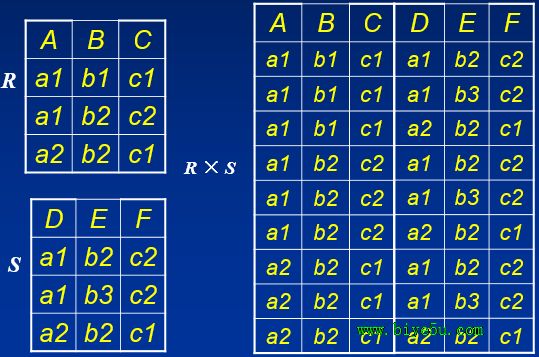 R
A B C
a1 b1 c1
a1 b2 c2
a2 b2 c1
S
D E F
a1 b2 c2
a1 b3 c2
a2 b2 c1
R × S
A B C D E F
a1 b1 c1 a1 b2 c2
a1 b1 c1 a1 b3 c2
a1 b1 c1 a2 b2 c1
a1 b2 c2 a1 b2 c2
a1 b2 c2 a1 b3 c2
a1 b2 c2 a2 b2 c1
a2 b2 c1 a1 b2 c2
a2 b2 c1 a1 b3 c2
a2 b2 c1 a2 b2 c1
www.biye5u.com